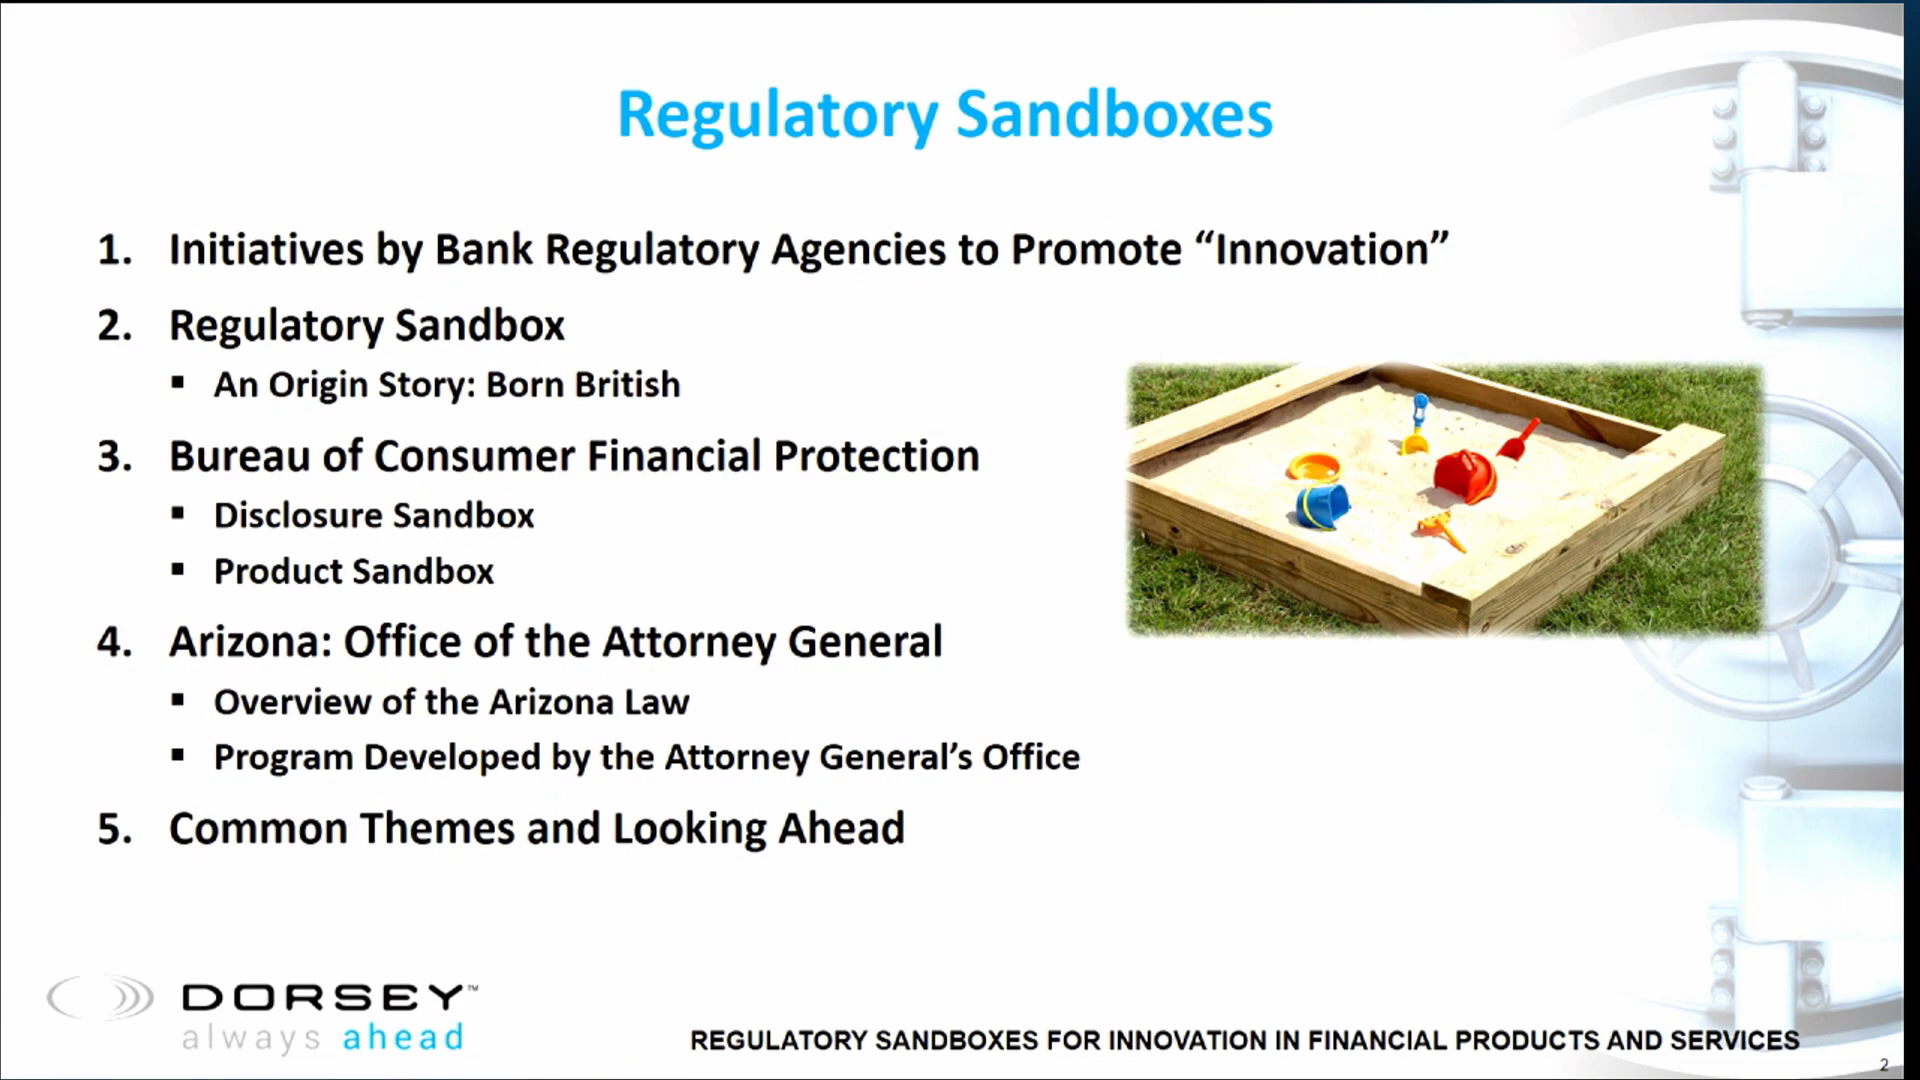 Regulatory Sandboxes
1. Initiatives by Bank Regulatory Agencies to Promote “Innovation”
2. Regulatory Sandbox
▪ An Origin Story: Born British
3. Bureau of Consumer Financial Protection
▪ Disclosure Sandbox
▪ Product Sandbox
4. Arizona: Office of the Attorney General
▪ Overview of the Arizona Law
▪ Program Developed by the Attorney General’s Office
5. Common Themes and Looking Ahead
DORSEY™
always ahead
REGULATORY SANDBOXES FOR INNOVATION IN FINANCIAL PRODUCTS AND SERVICES
2